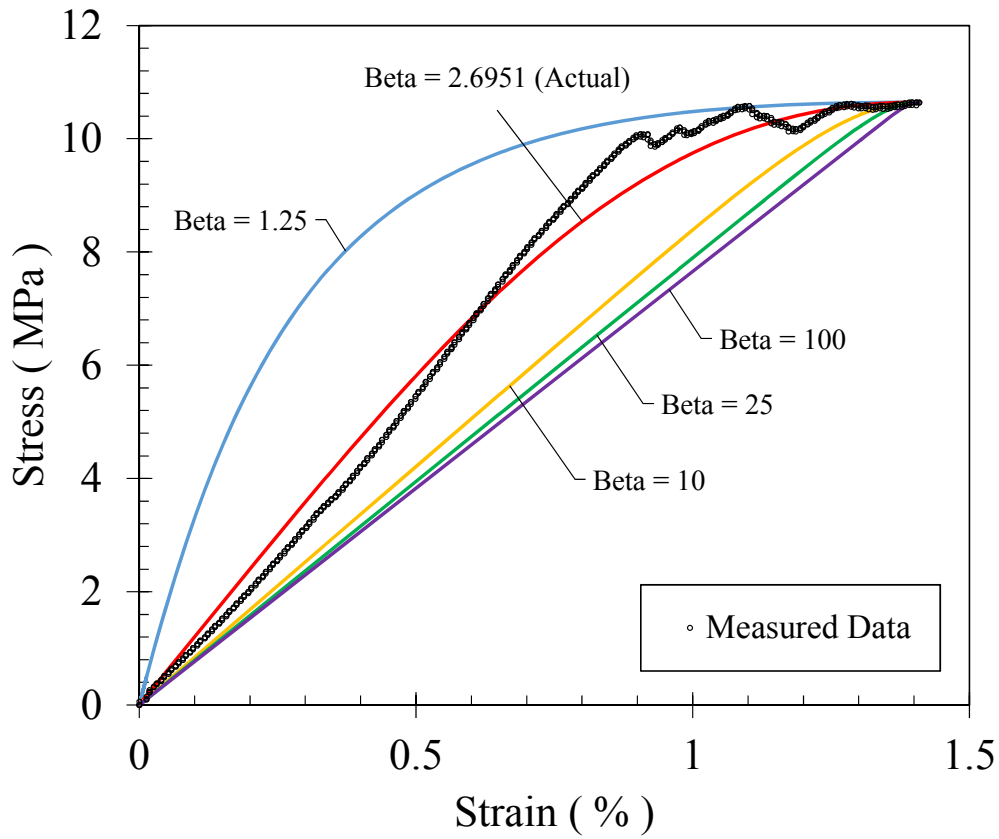 12
10
8
6
4
2
0
Stress ( MPa )
Beta = 2.6951 (Actual)
Beta = 1.25
Beta = 100
Beta = 25
Beta = 10
Measured Data
0
0.5
1
1.5
Strain ( % )